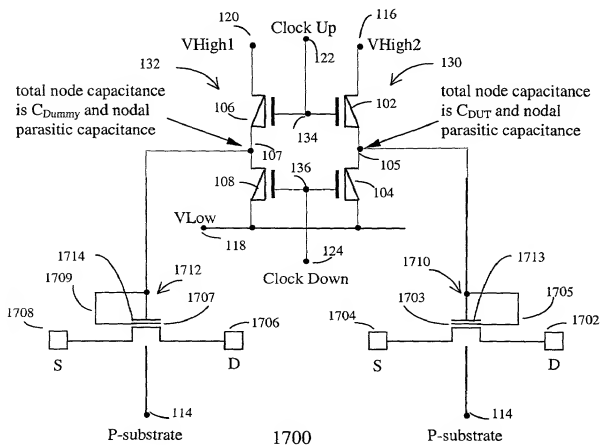 120
Clock Up
116
VHigh1
122
VHigh2
132
130
total node capacitance
is CDummy and nodal
parasitic capacitance
total node capacitance
is CDUT and nodal
parasitic capacitance
106
102
134
107
105
108
136
104
VLow
118
124
Clock Down
1714
1709
1712
1707
1708
1706
S
D
114
P-substrate
1710
1713
1703
1705
1704
1702
S
D
114
P-substrate
1700